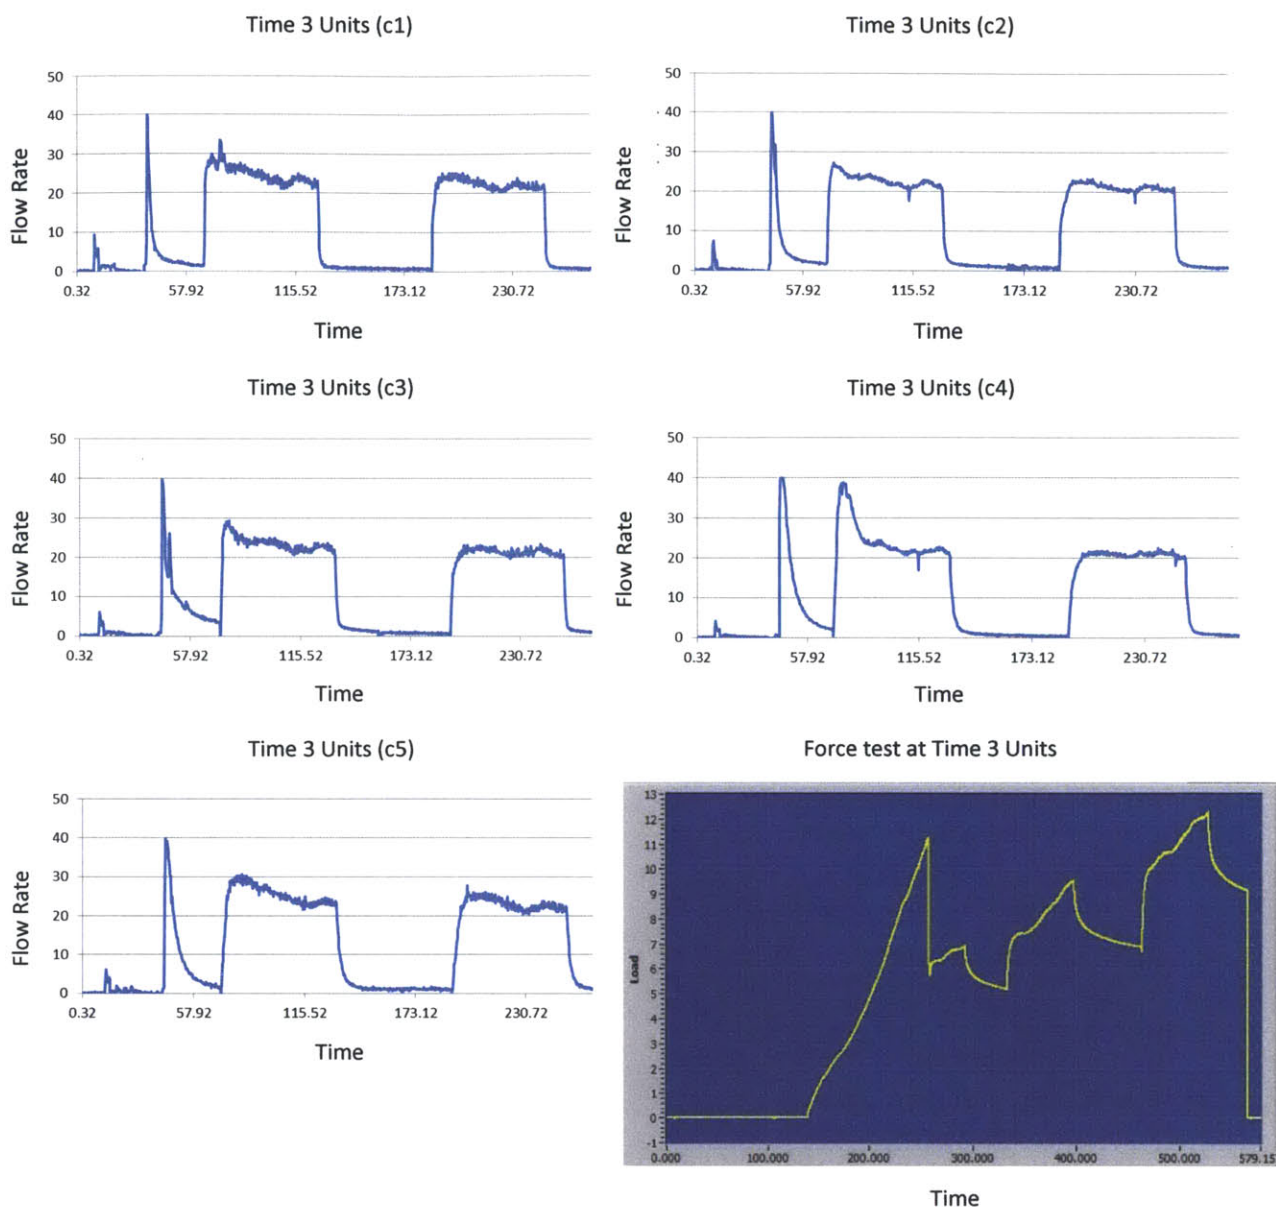 Time 3 Units (c1)
50
40
30
20
10
0
0.32 57.92 115.52 173.12 230.72
Flow Rate
Time
Time 3 Units (c2)
50
40
30
20
10
0
0.32 57.92 115.52 173.12 230.72
Flow Rate
Time
Time 3 Units (c3)
50
40
30
20
10
0
0.32 57.92 115.52 173.12 230.72
Flow Rate
Time
Time 3 Units (c4)
50
40
30
20
10
0
0.32 57.92 115.52 173.12 230.72
Flow Rate
Time
Time 3 Units (c5)
50
40
30
20
10
0
0.32 57.92 115.52 173.12 230.72
Flow Rate
Time
Force test at Time 3 Units
13
12
11
10
9
8
7
6
5
4
3
2
1
0
-1
Load
0.000 100.000 200.000 300.000 400.000 500.000 579.15
Time